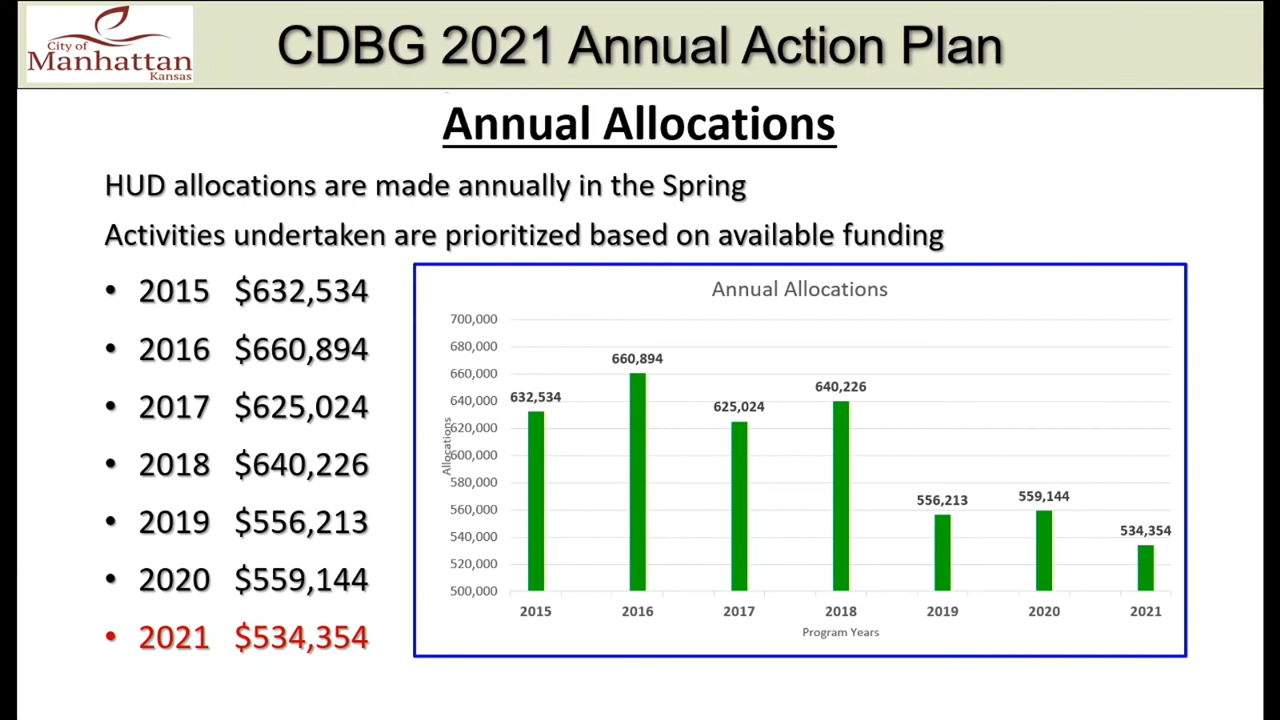 City of
Manhattan
Kansas
CDBG 2021 Annual Action Plan
Annual Allocations
HUD allocations are made annually in the Spring
Activities undertaken are prioritized based on available funding
• 2015 $632,534
• 2016 $660,894
• 2017 $625,024
• 2018 $640,226
• 2019 $556,213
• 2020 $559,144
• 2021 $534,354
Annual Allocations
Allocations
700,000
680,000
660,000
640,000
620,000
600,000
580,000
560,000
540,000
520,000
500,000
632,534
660,894
625,024
640,226
556,213
559,144
534,354
2015 2016 2017 2018 2019 2020 2021
Program Years